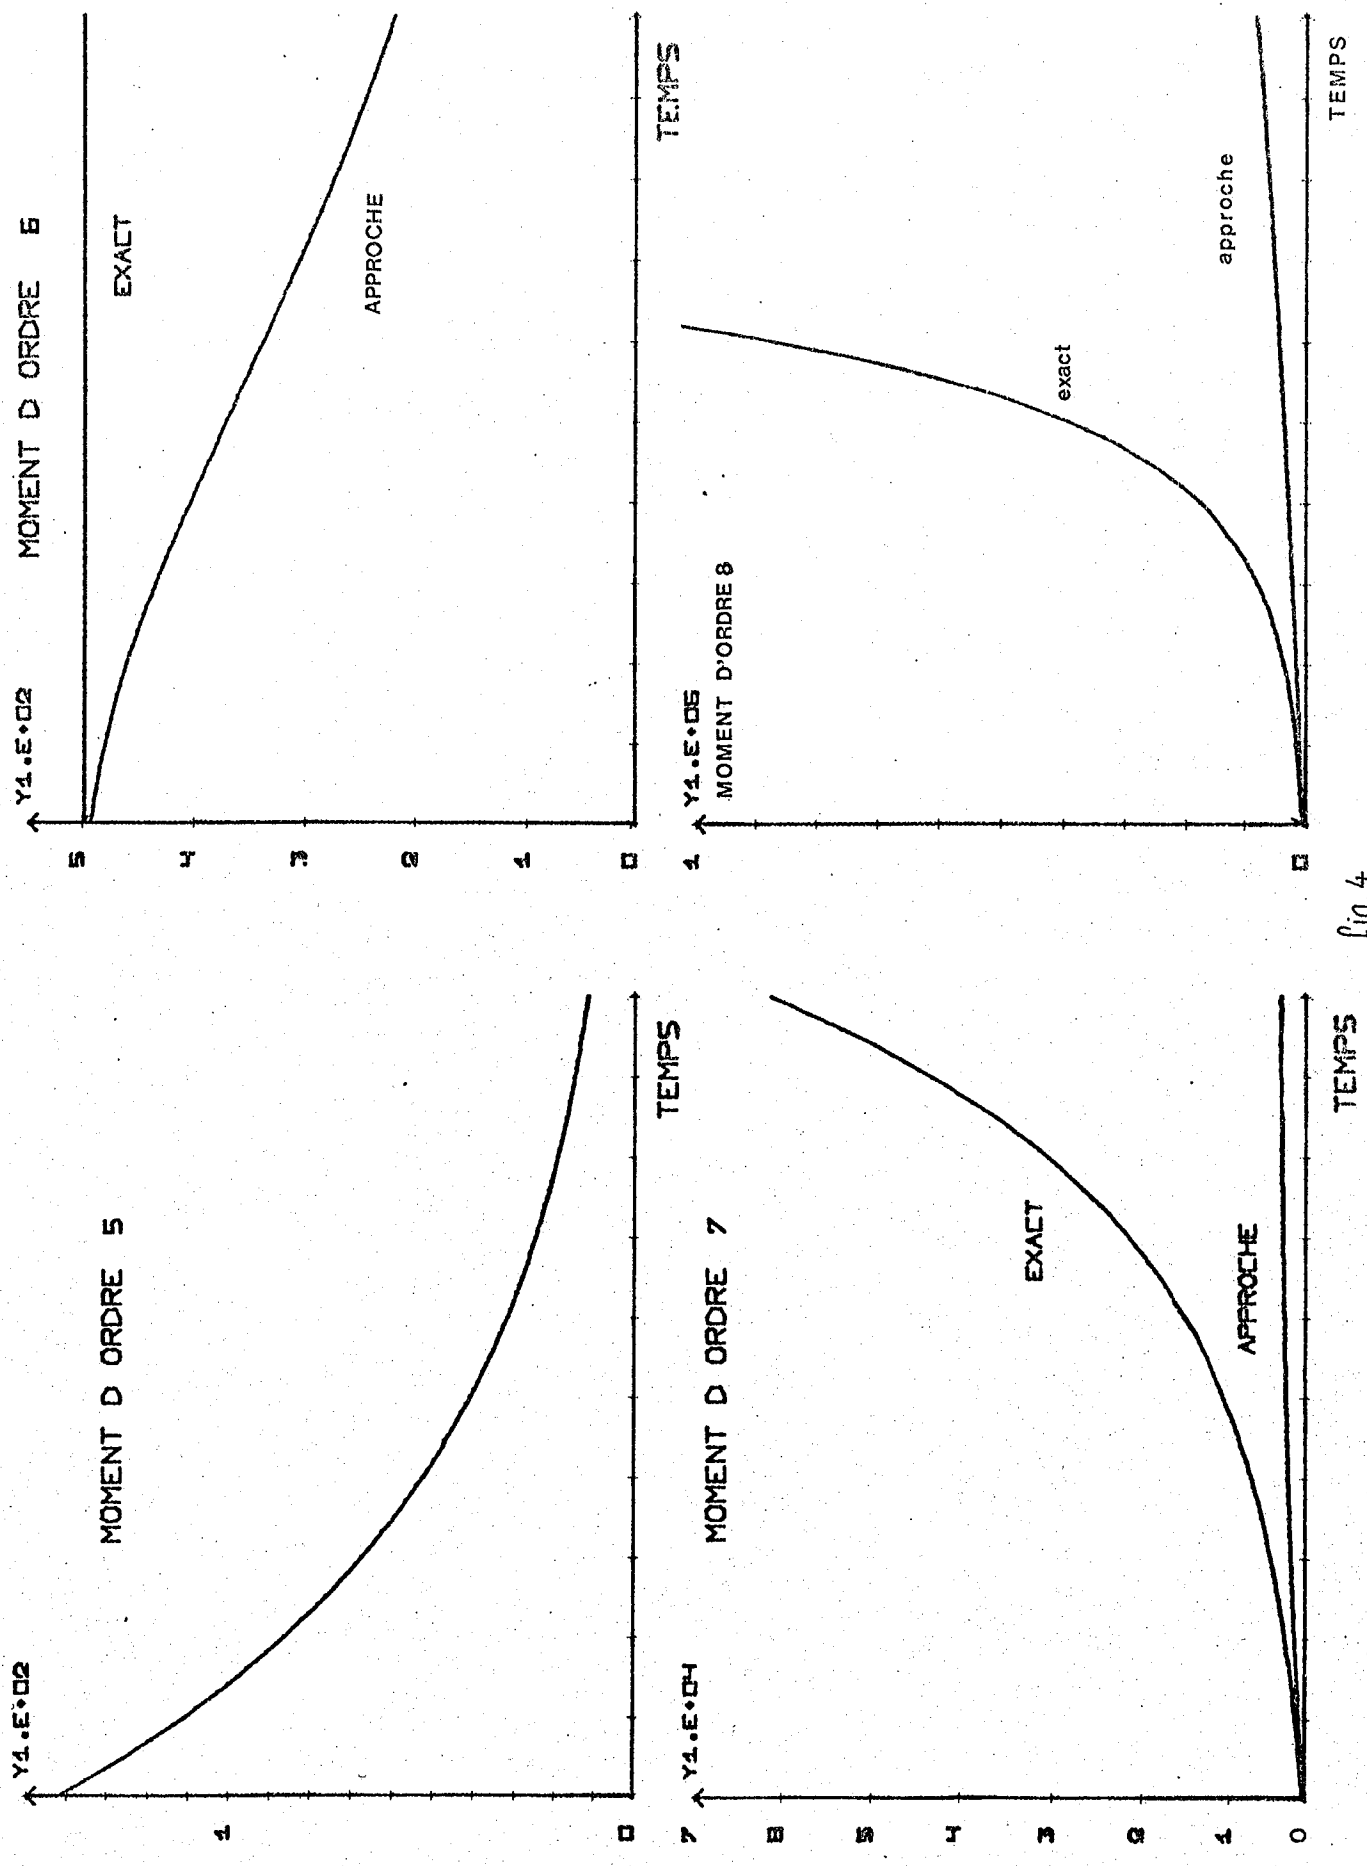 Y1.E+02
MOMENT D ORDRE 5
1
0
TEMPS
Y1.E+02
MOMENT D ORDRE 6
EXACT
APPROCHE
5
4
3
2
1
0
TEMPS
Y1.E+04
MOMENT D ORDRE 7
EXACT
APPROCHE
7
6
5
4
3
2
1
0
TEMPS
MOMENT D'ORDRE 8
exact
approche
1
0
TEMPS
fig 4